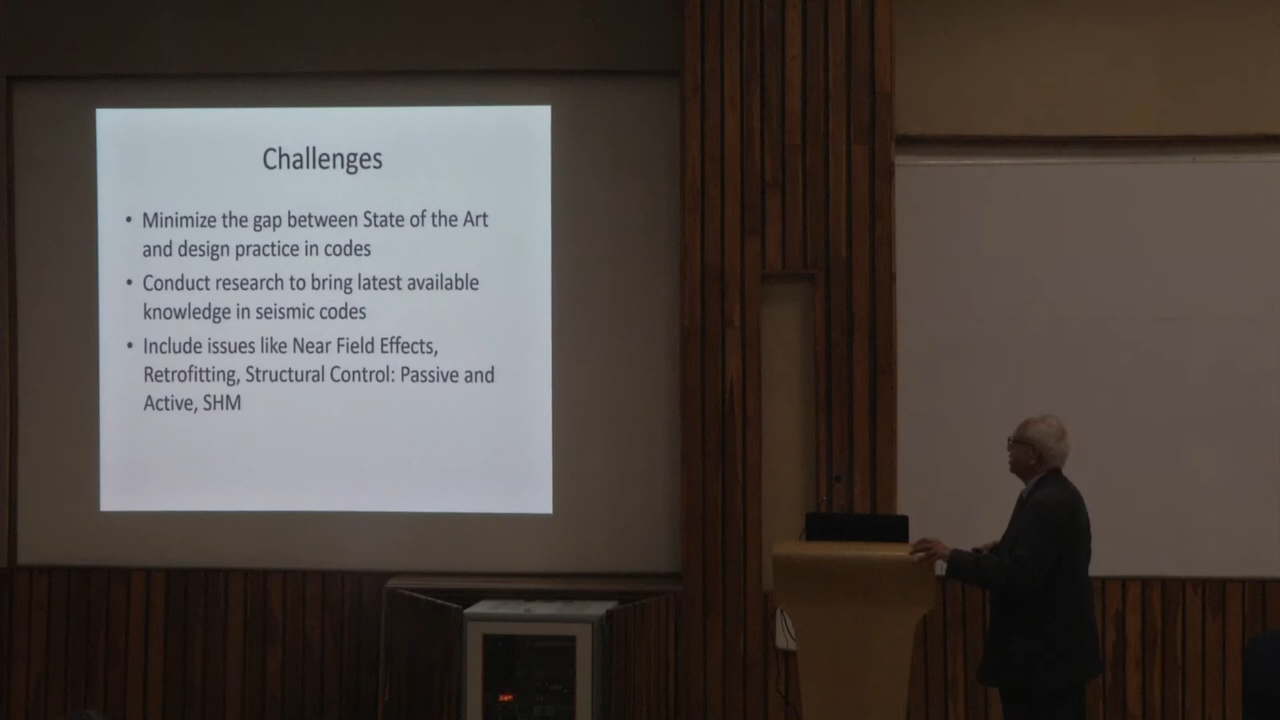 Challenges
• Minimize the gap between State of the Art
and design practice in codes
• Conduct research to bring latest available
knowledge in seismic codes
• Include issues like Near Field Effects,
Retrofitting, Structural Control: Passive and
Active, SHM